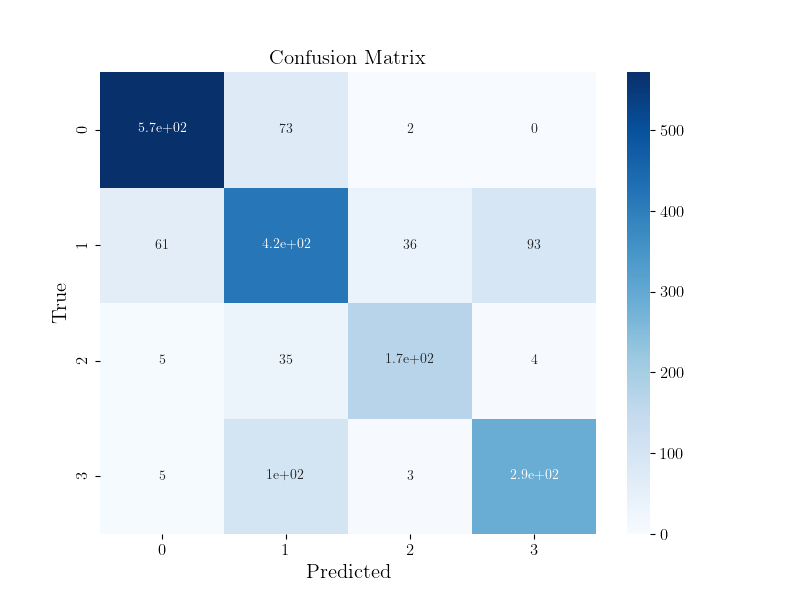 Confusion Matrix
True
0
5.7e+02 73 2 0
1
61 4.2e+02 36 93
2
5 35 1.7e+02 4
3
5 1e+02 3 2.9e+02
0 1 2 3
Predicted
500
400
300
200
100
0